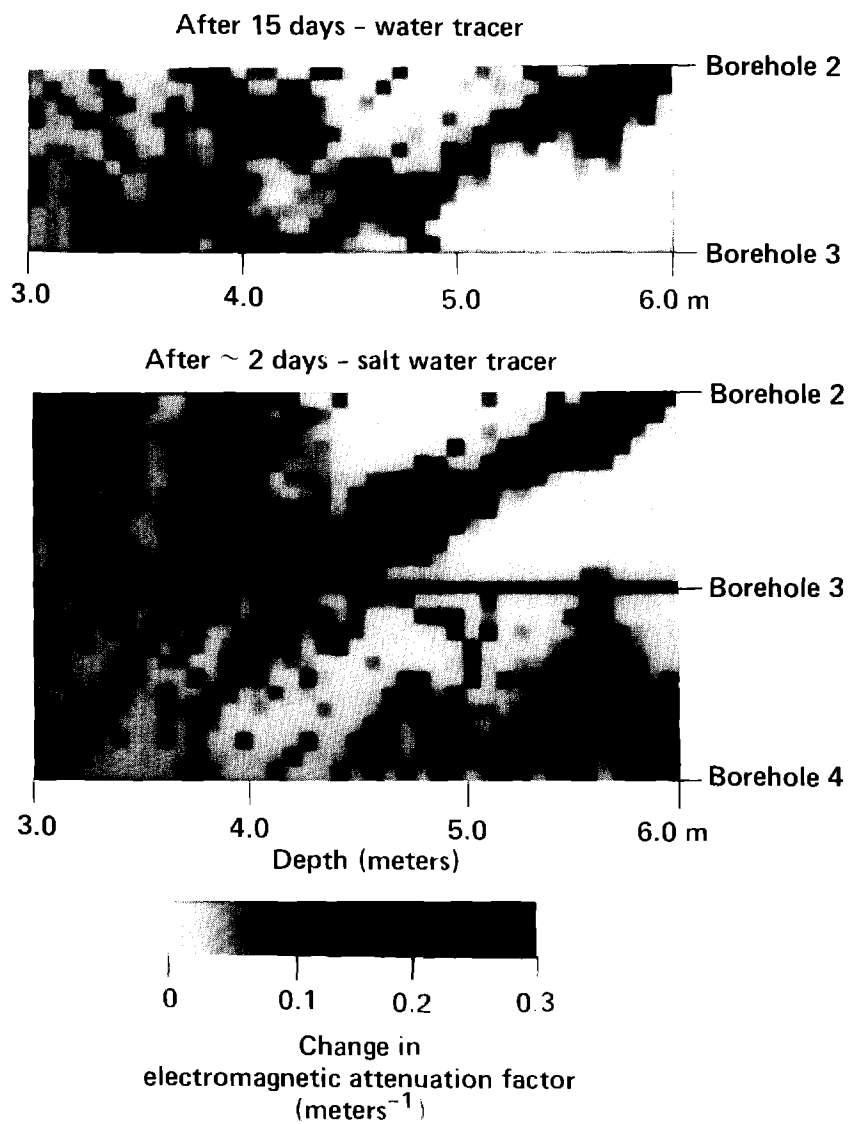 After 15 days - water tracer
Borehole 2
Borehole 3
3.0 4.0 5.0 6.0 m
After ~ 2 days - salt water tracer
Borehole 2
Borehole 3
Borehole 4
3.0 4.0 5.0 6.0 m
Depth (meters)
0 0.1 0.2 0.3
Change in
electromagnetic attenuation factor
(meters⁻¹)